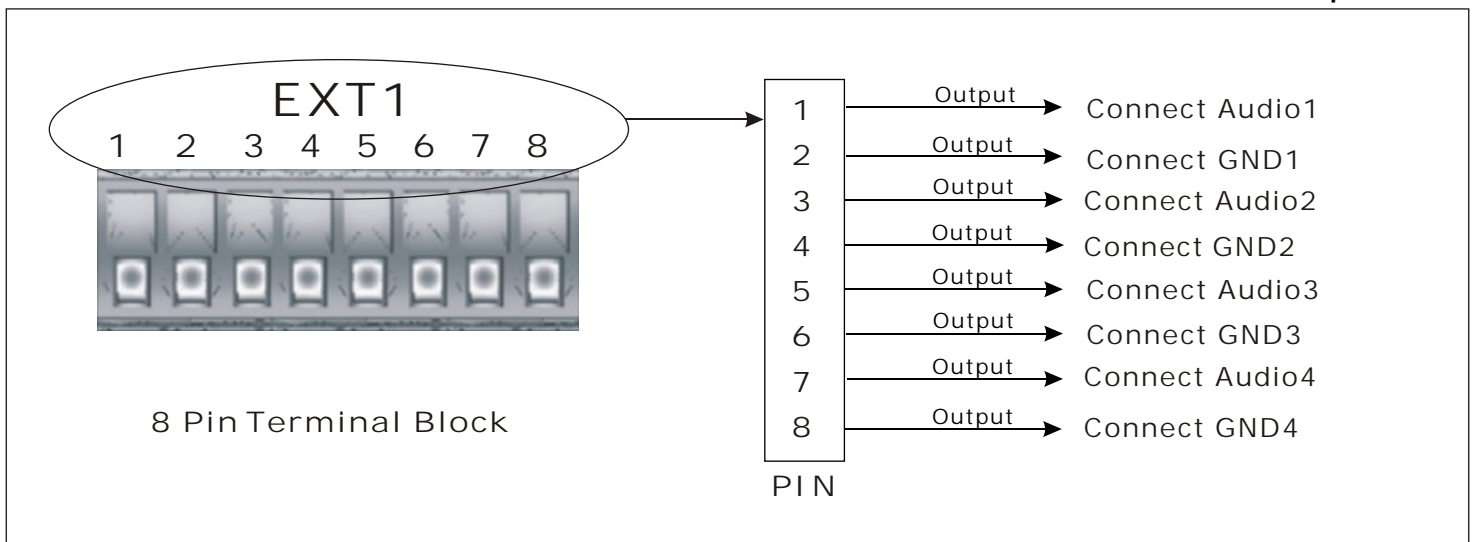 EXT1
1 2 3 4 5 6 7 8
8 Pin Terminal Block
1 Output Connect Audio1
2 Output Connect GND1
3 Output Connect Audio2
4 Output Connect GND2
5 Output Connect Audio3
6 Output Connect GND3
7 Output Connect Audio4
8 Output Connect GND4
PIN